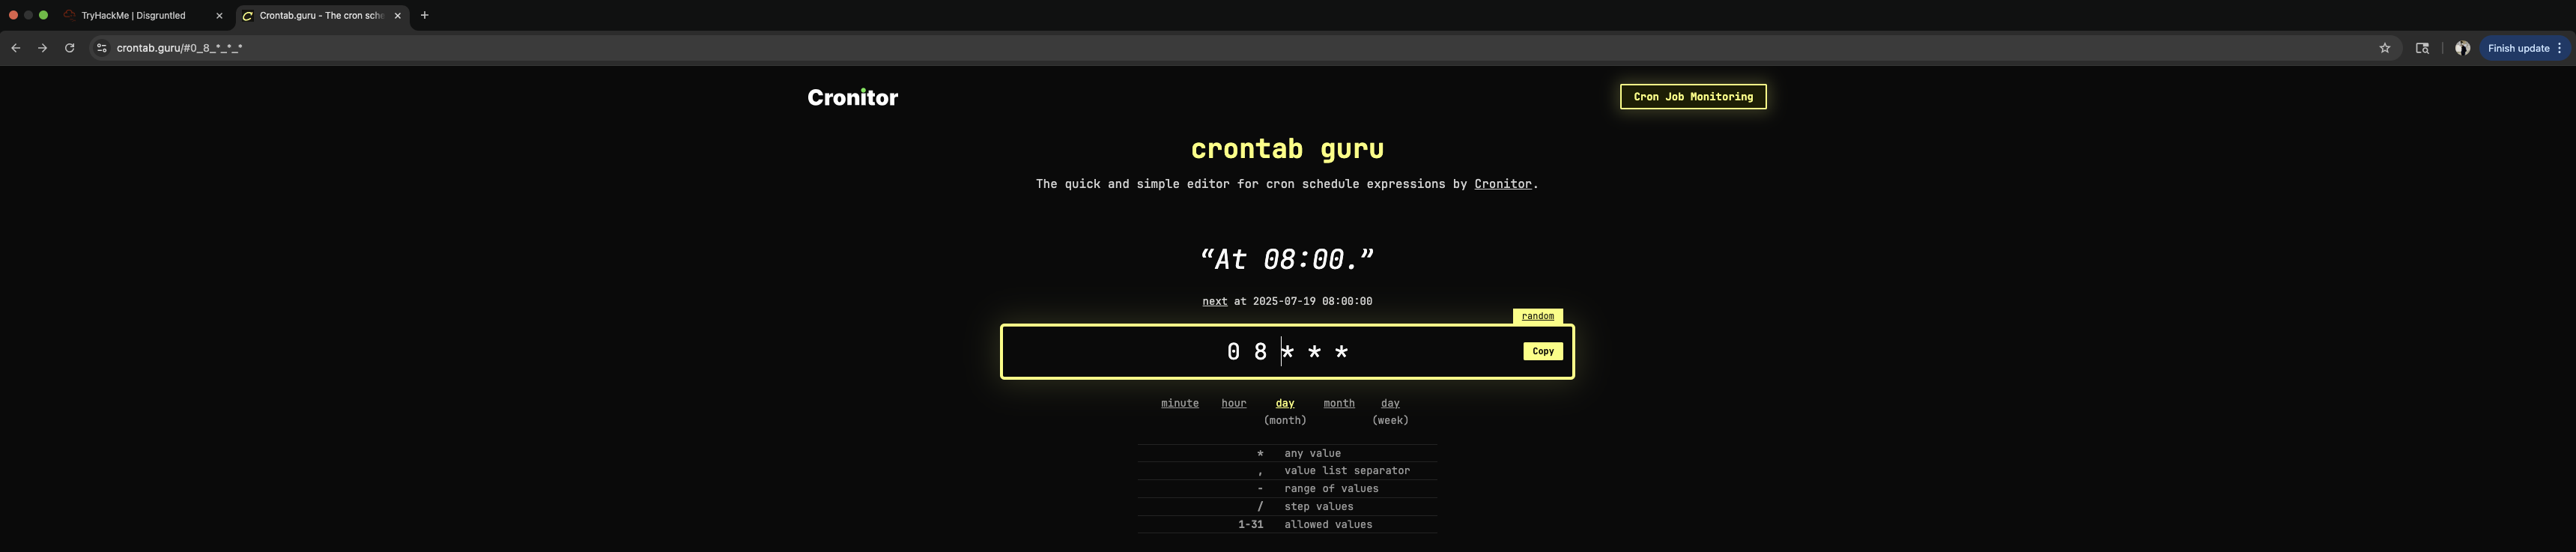 TryHackMe | Disgruntled
Crontab.guru - The cron sche
crontab.guru/#0_8_*_*_*
Finish update
Cronitor
Cron Job Monitoring
crontab guru
The quick and simple editor for cron schedule expressions by Cronitor.
“At 08:00.”
next at 2025-07-19 08:00:00
random
0 8 * * *
Copy
minute hour day month day
(month) (week)
* any value
, value list separator
- range of values
/ step values
1-31 allowed values